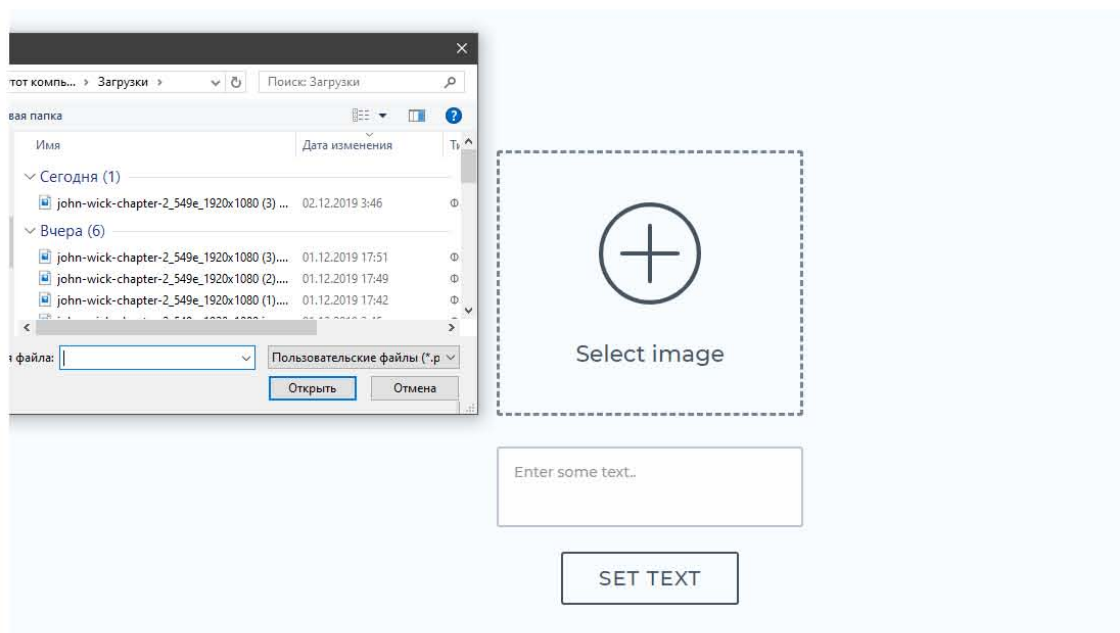 тот компь... › Загрузки ›
Поиск: Загрузки
вая папка
Имя Дата изменения
Сегодня (1)
john-wick-chapter-2_549e_1920x1080 (3) ... 02.12.2019 3:46 Ф
Вчера (6)
john-wick-chapter-2_549e_1920x1080 (3).... 01.12.2019 17:51 Ф
john-wick-chapter-2_549e_1920x1080 (2).... 01.12.2019 17:49 Ф
john-wick-chapter-2_549e_1920x1080 (1).... 01.12.2019 17:42 Ф
файла: Пользовательские файлы (*.p
Открыть Отмена
Select image
Enter some text..
SET TEXT